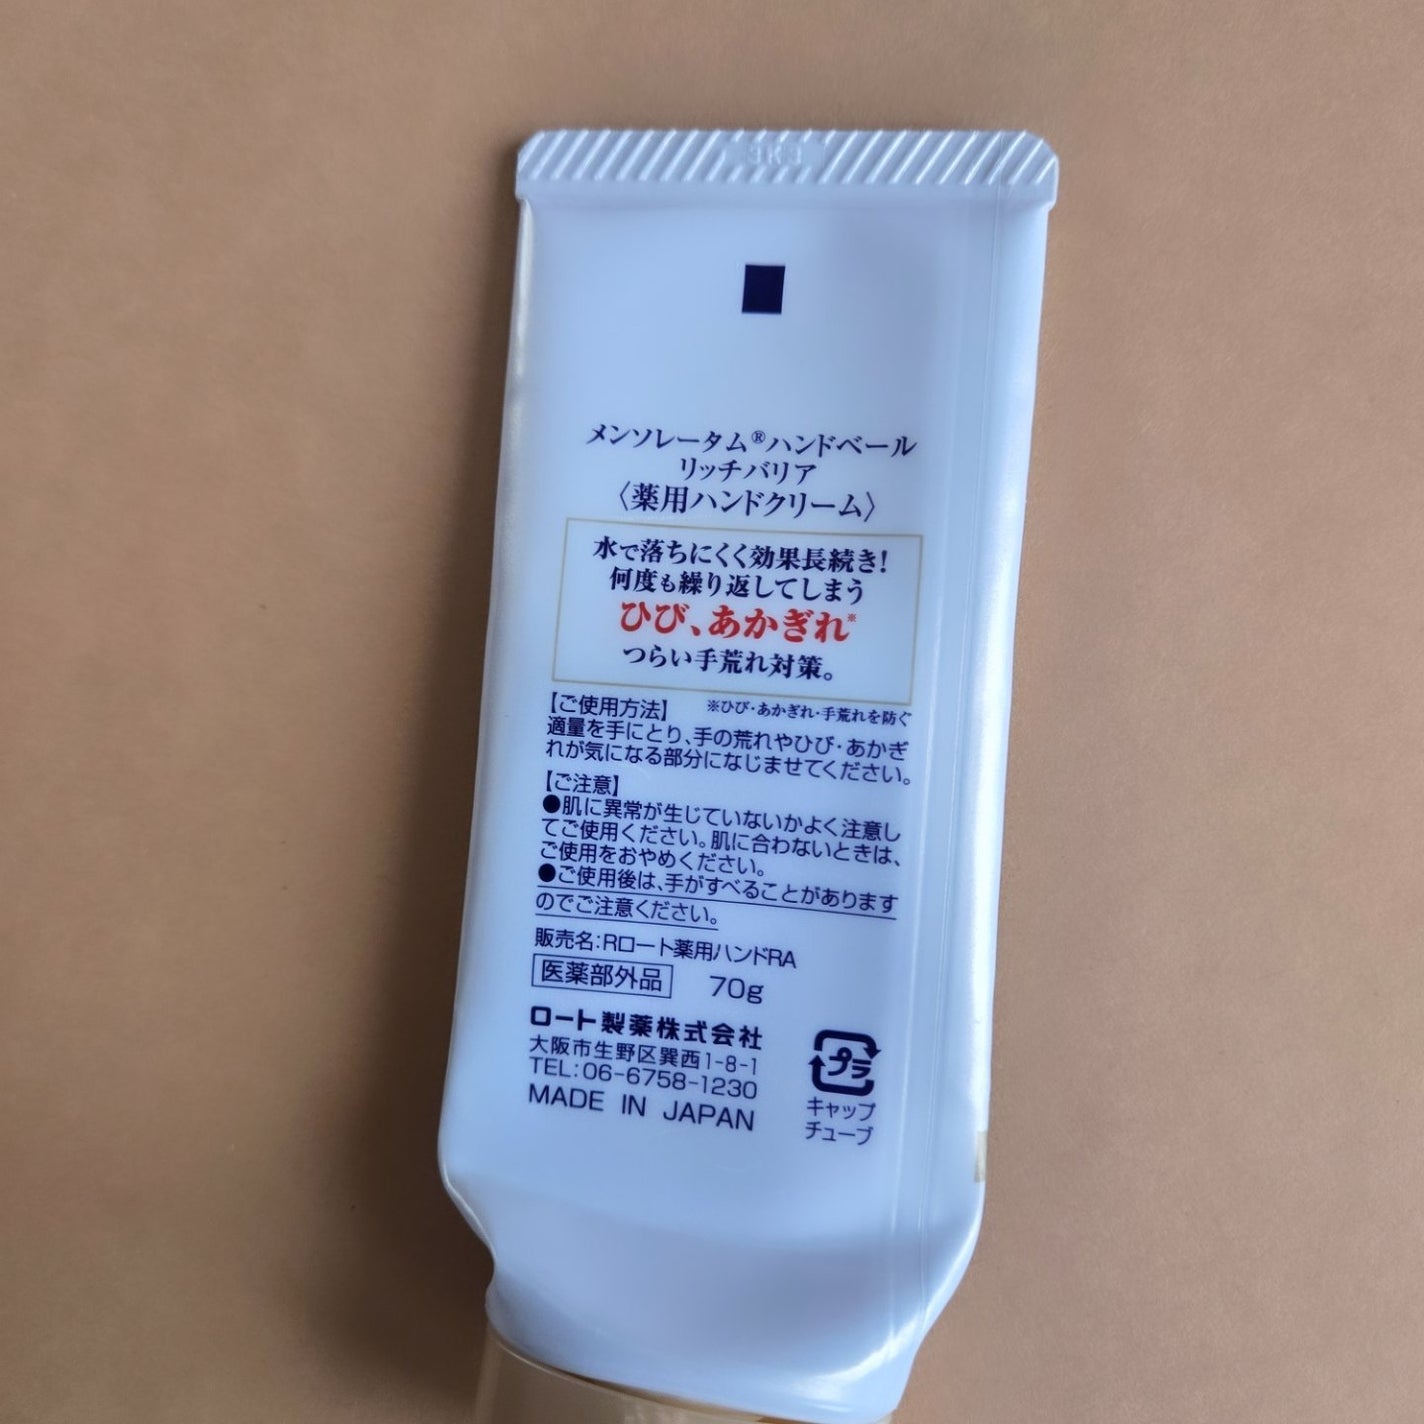 メンソレータム®ハンドベール
リッチバリア
〈薬用ハンドクリーム〉
水で落ちにくく効果長続き!
何度も繰り返してしまう
ひび、あかぎれ※
つらい手荒れ対策。
※ひび・あかぎれ・手荒れを防ぐ
【ご使用方法】
適量を手にとり、手の荒れやひび・あかぎ
れが気になる部分になじませてください。
【ご注意】
●肌に異常が生じていないかよく注意し
てご使用ください。肌に合わないときは、
ご使用をおやめください。
●ご使用後は、手がすべることがあります
のでご注意ください。
販売名:Rロート薬用ハンドRA
医薬部外品 70g
ロート製薬株式会社
大阪市生野区巽西1-8-1
TEL:06-6758-1230
MADE IN JAPAN
プラ
キャップ
チューブ